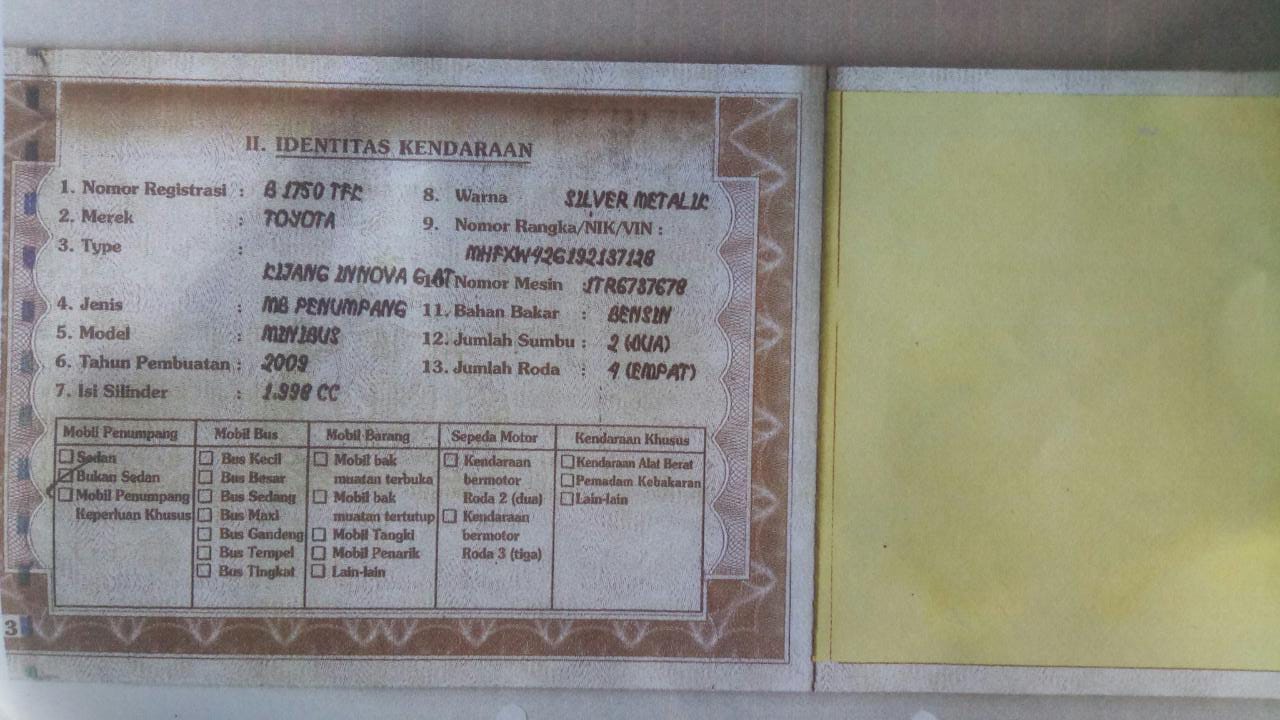 II. IDENTITAS KENDARAAN
1. Nomor Registrasi : B 1750 TFK
2. Merek : TOYOTA
3. Type :
KIJANG INNOVA G AT
4. Jenis : MB PENUMPANG
5. Model : MINIBUS
6. Tahun Pembuatan : 2009
7. Isi Silinder : 1.998 CC
8. Warna SILVER METALIK
9. Nomor Rangka/NIK/VIN :
MHFXW42G192137128
10. Nomor Mesin : 1TR6787678
11. Bahan Bakar : BENSIN
12. Jumlah Sumbu : 2 (DUA)
13. Jumlah Roda : 4 (EMPAT)
Mobil Penumpang
Sedan
Bukan Sedan
Mobil Penumpang
Keperluan Khusus
Mobil Bus
Bus Kecil
Bus Besar
Bus Sedang
Bus Maxi
Bus Gandeng
Bus Tempel
Bus Tingkat
Mobil Barang
Mobil bak
muatan terbuka
Mobil bak
muatan tertutup
Mobil Tangki
Mobil Penarik
Lain-lain
Sepeda Motor
Kendaraan
bermotor
Roda 2 (dua)
Kendaraan
bermotor
Roda 3 (tiga)
Kendaraan Khusus
Kendaraan Alat Berat
Pemadam Kebakaran
Lain-lain
3